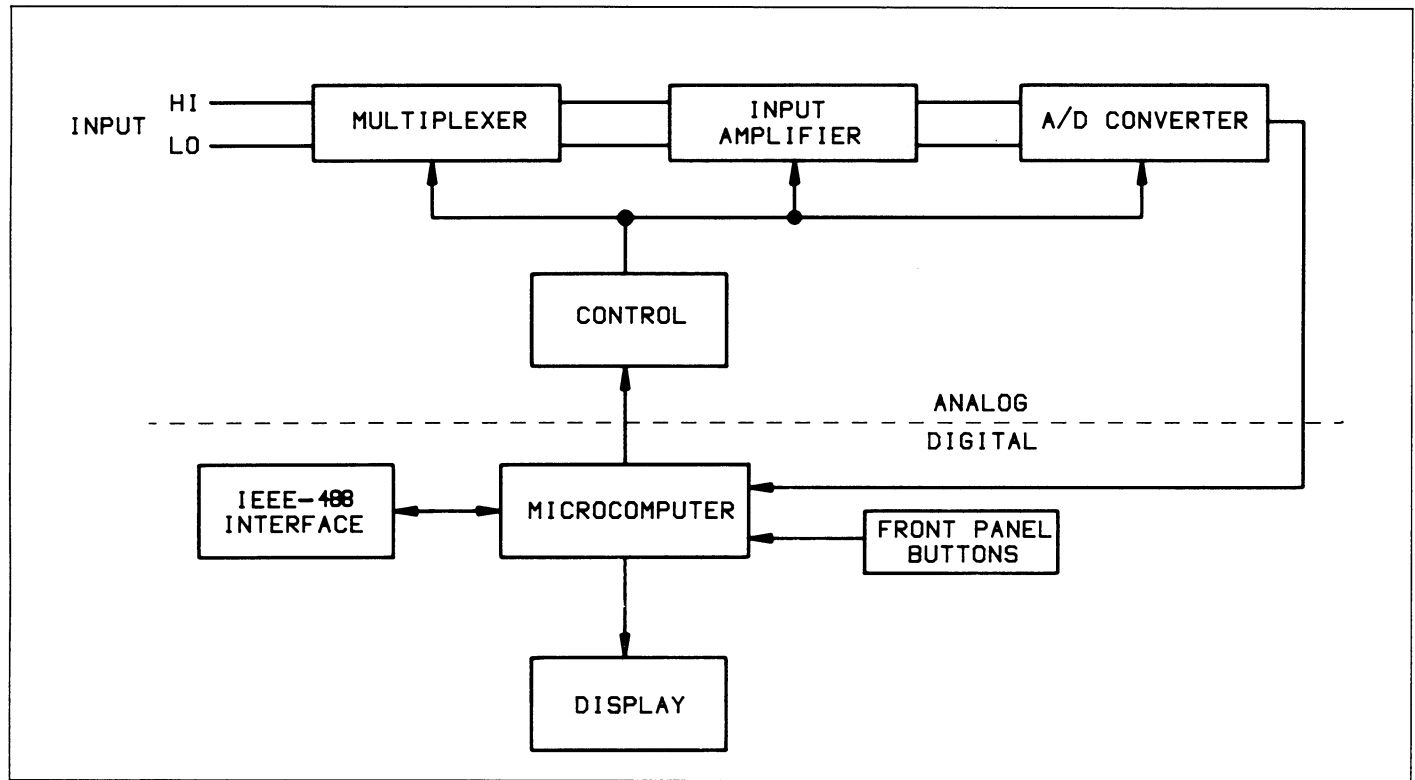 INPUT
HI
LO
MULTIPLEXER
INPUT
AMPLIFIER
A/D CONVERTER
CONTROL
ANALOG
DIGITAL
IEEE-488
INTERFACE
MICROCOMPUTER
FRONT PANEL
BUTTONS
DISPLAY